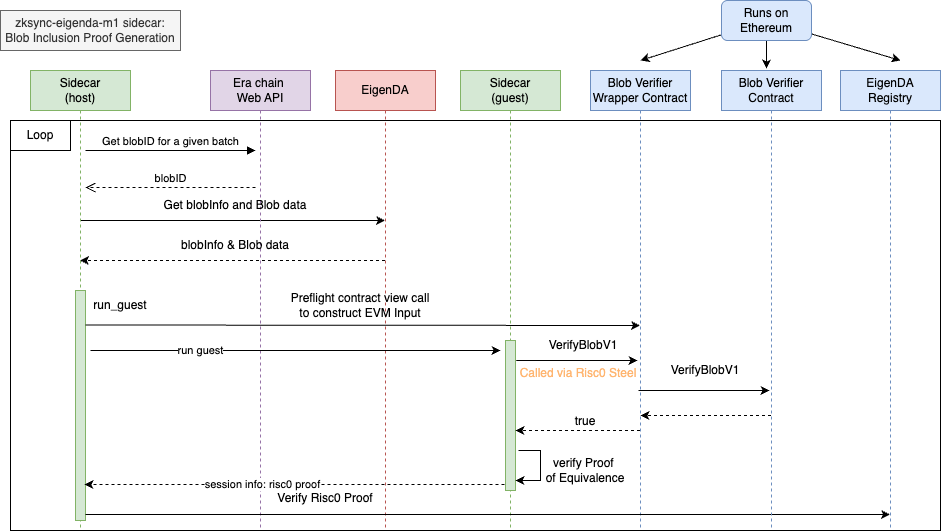 zksync-eigenda-m1 sidecar:
Blob Inclusion Proof Generation
Runs on
Ethereum
Sidecar
(host)
Era chain
Web API
EigenDA
Sidecar
(guest)
Blob Verifier
Wrapper Contract
Blob Verifier
Contract
EigenDA
Registry
Loop
Get blobID for a given batch
blobID
Get blobInfo and Blob data
blobInfo & Blob data
run_guest
Preflight contract view call
to construct EVM Input
run guest
VerifyBlobV1
Called via Risc0 Steel
VerifyBlobV1
true
verify Proof
of Equivalence
session info: risc0 proof
Verify Risc0 Proof